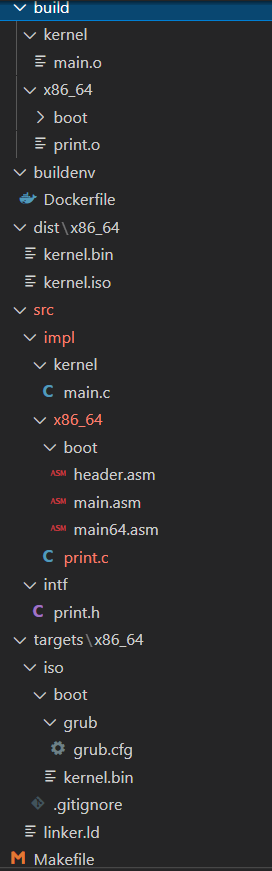 build
kernel
main.o
x86_64
boot
print.o
buildenv
Dockerfile
dist\x86_64
kernel.bin
kernel.iso
src
impl
kernel
C main.c
x86_64
boot
ASM header.asm
ASM main.asm
ASM main64.asm
C print.c
intf
C print.h
targets\x86_64
iso
boot
grub
grub.cfg
kernel.bin
.gitignore
linker.ld
M Makefile